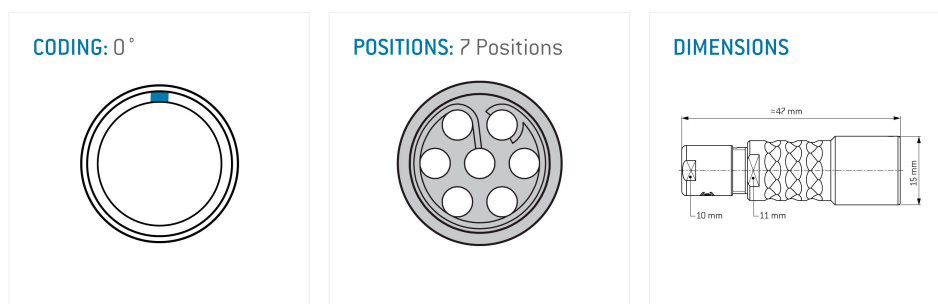 CODING: 0°
POSITIONS: 7 Positions
DIMENSIONS
≈47 mm
15 mm
10 mm
11 mm